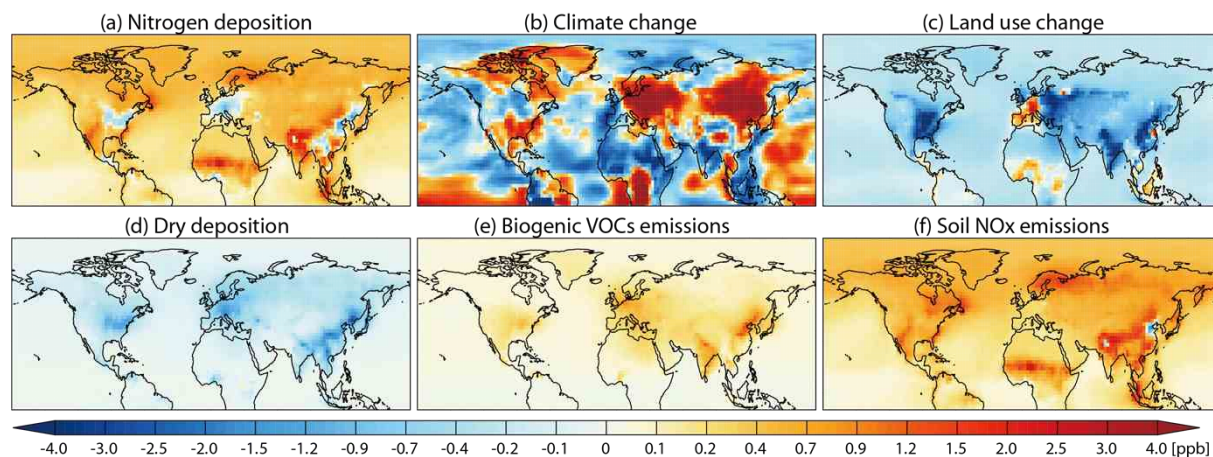 (a) Nitrogen deposition
(b) Climate change
(c) Land use change
(d) Dry deposition
(e) Biogenic VOCs emissions
(f) Soil NOx emissions
-4.0 -3.0 -2.5 -2.0 -1.5 -1.2 -0.9 -0.7 -0.4 -0.2 -0.1 0 0.1 0.2 0.4 0.7 0.9 1.2 1.5 2.0 2.5 3.0 4.0 [ppb]